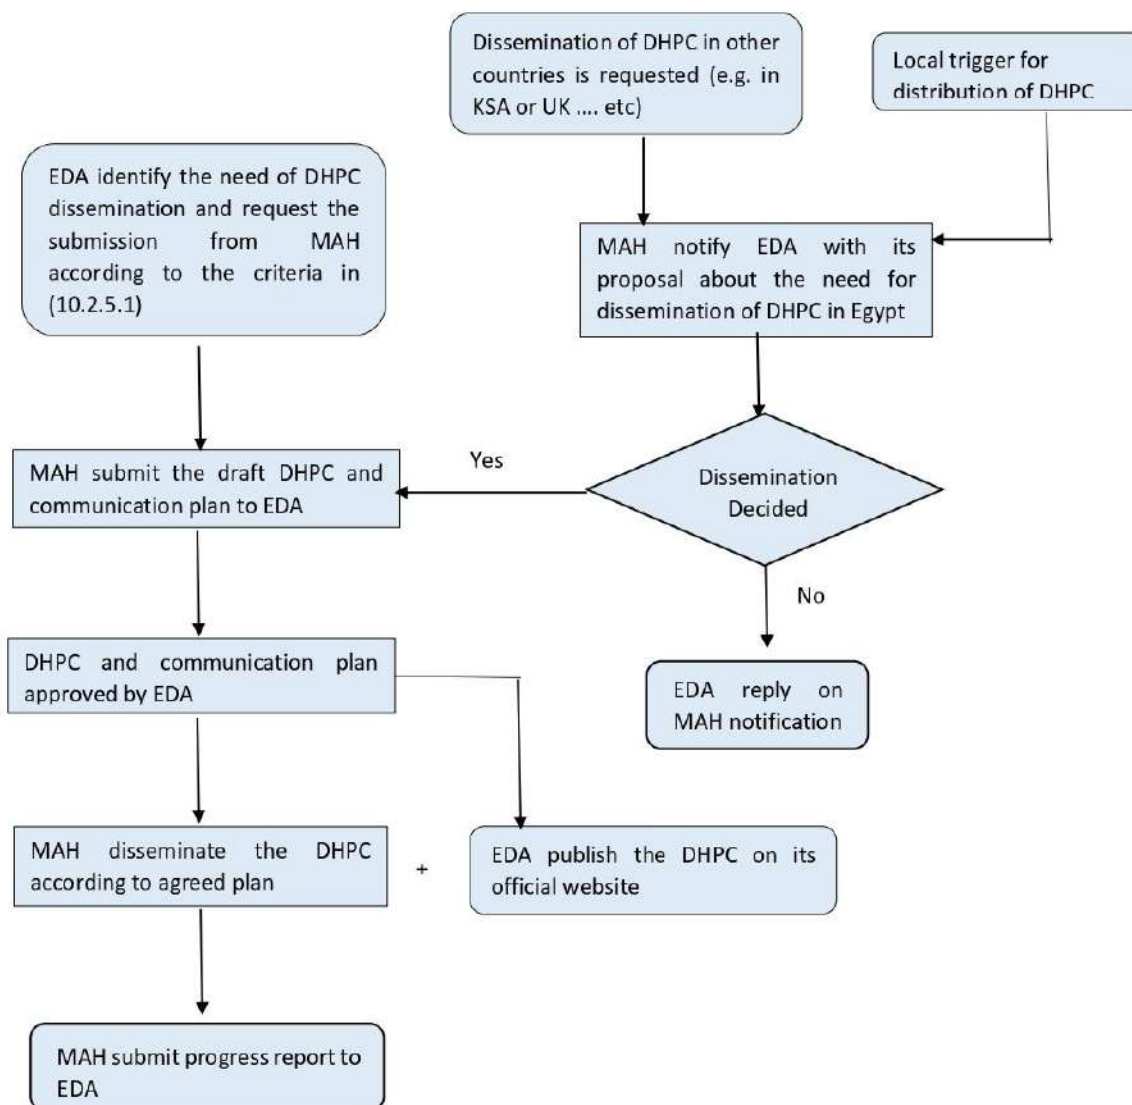 Dissemination of DHPC in other
countries is requested (e.g. in
KSA or UK .... etc)
Local trigger for
distribution of DHPC
EDA identify the need of DHPC
dissemination and request the
submission from MAH
according to the criteria in
(10.2.5.1)
MAH notify EDA with its
proposal about the need for
dissemination of DHPC in Egypt
MAH submit the draft DHPC and
communication plan to EDA
Yes
Dissemination
Decided
No
DHPC and communication plan
approved by EDA
EDA reply on
MAH notification
MAH disseminate the DHPC
according to agreed plan
+
EDA publish the DHPC on its
official website
MAH submit progress report to
EDA